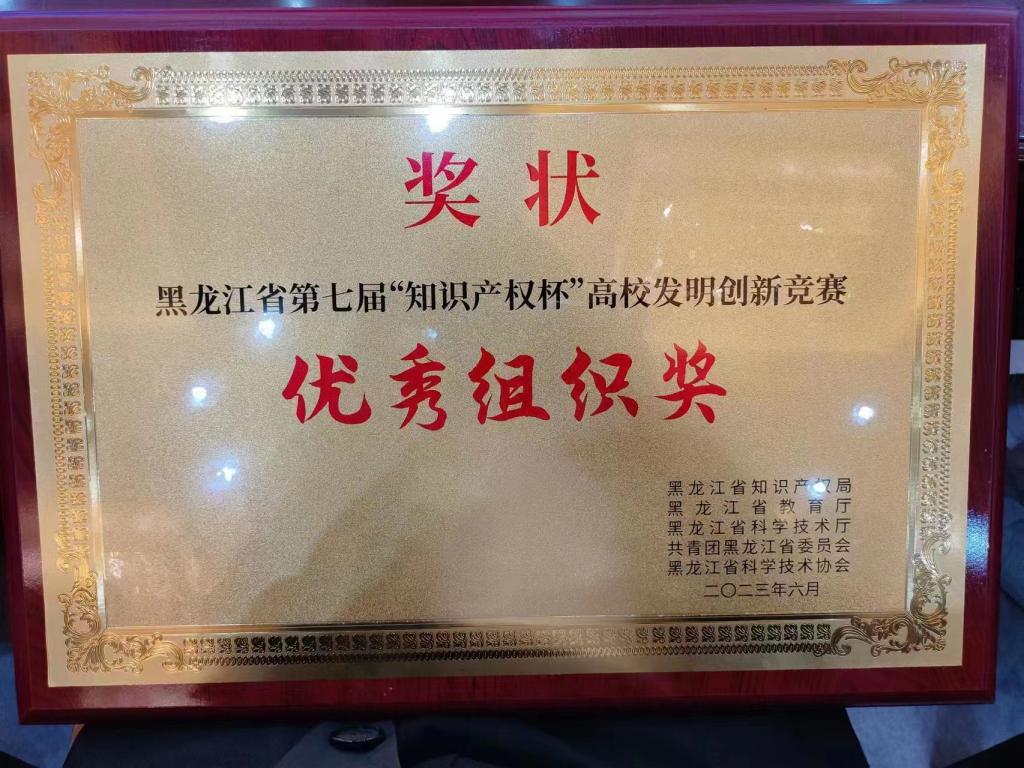 奖状
黑龙江省第七届“知识产权杯”高校发明创新竞赛
优秀组织奖
黑龙江省知识产权局
黑龙江省教育厅
黑龙江省科学技术厅
共青团黑龙江省委员会
黑龙江省科学技术协会
二〇二三年六月